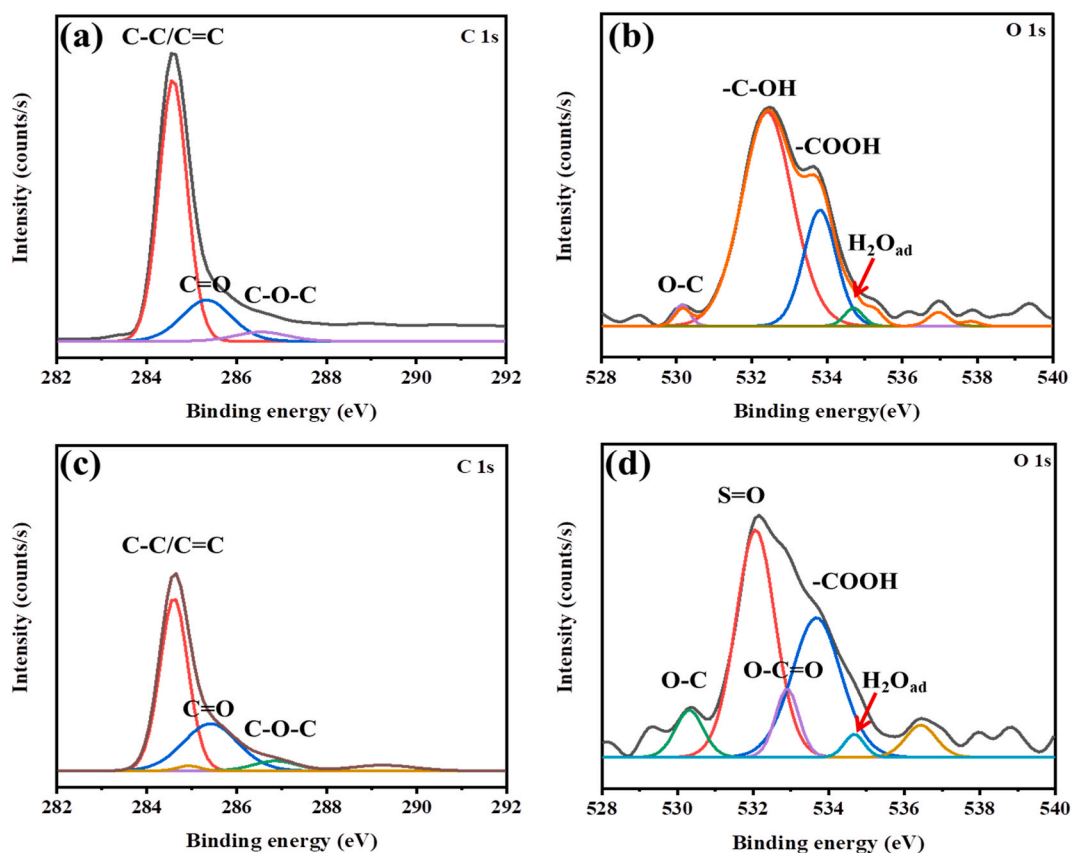 (a)
C 1s
C-C/C=C
C=O
C-O-C
Intensity (counts/s)
282 284 286 288 290 292
Binding energy (eV)
(b)
O 1s
-C-OH
-COOH
H₂Oad
O-C
Intensity (counts/s)
528 530 532 534 536 538 540
Binding energy(eV)
(c)
C 1s
C-C/C=C
C=O
C-O-C
Intensity (counts/s)
282 284 286 288 290 292
Binding energy (eV)
(d)
O 1s
S=O
-COOH
O-C=O
O-C
H₂Oad
Intensity (counts/s)
528 530 532 534 536 538 540
Binding energy (eV)